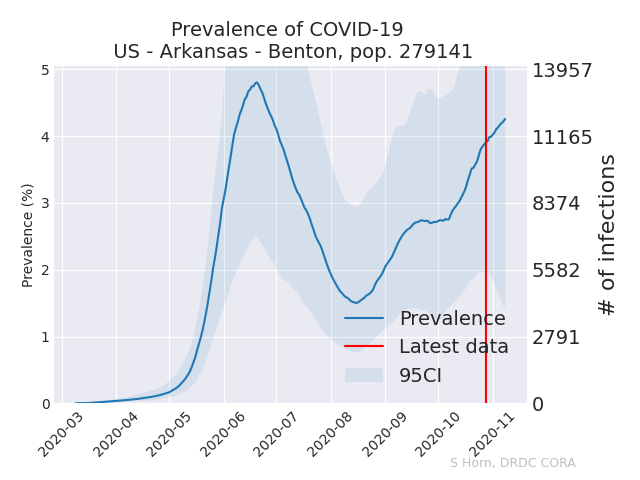 Prevalence of COVID-19
US - Arkansas - Benton, pop. 279141
Prevalence (%)
5
4
3
2
1
0
13957
11165
8374
5582
2791
0
# of infections
Prevalence
Latest data
95CI
2020-03
2020-04
2020-05
2020-06
2020-07
2020-08
2020-09
2020-10
2020-11
S Horn, DRDC CORA